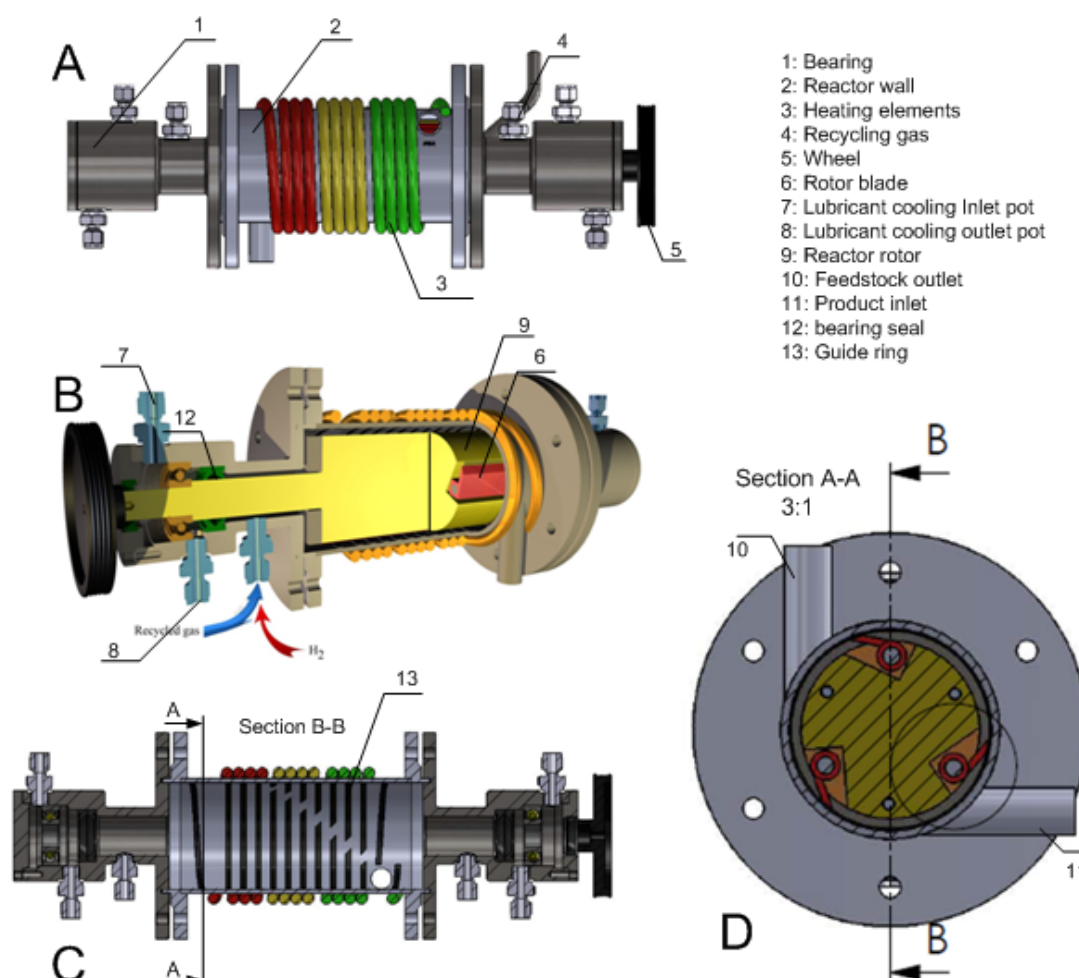 A
1
2
4
5
3
1: Bearing
2: Reactor wall
3: Heating elements
4: Recycling gas
5: Wheel
6: Rotor blade
7: Lubricant cooling Inlet pot
8: Lubricant cooling outlet pot
9: Reactor rotor
10: Feedstock outlet
11: Product inlet
12: bearing seal
13: Guide ring
B
7
12
9
6
8
Recycled gas
H2
C
A
Section B-B
13
A
D
Section A-A
3:1
B
10
11
B